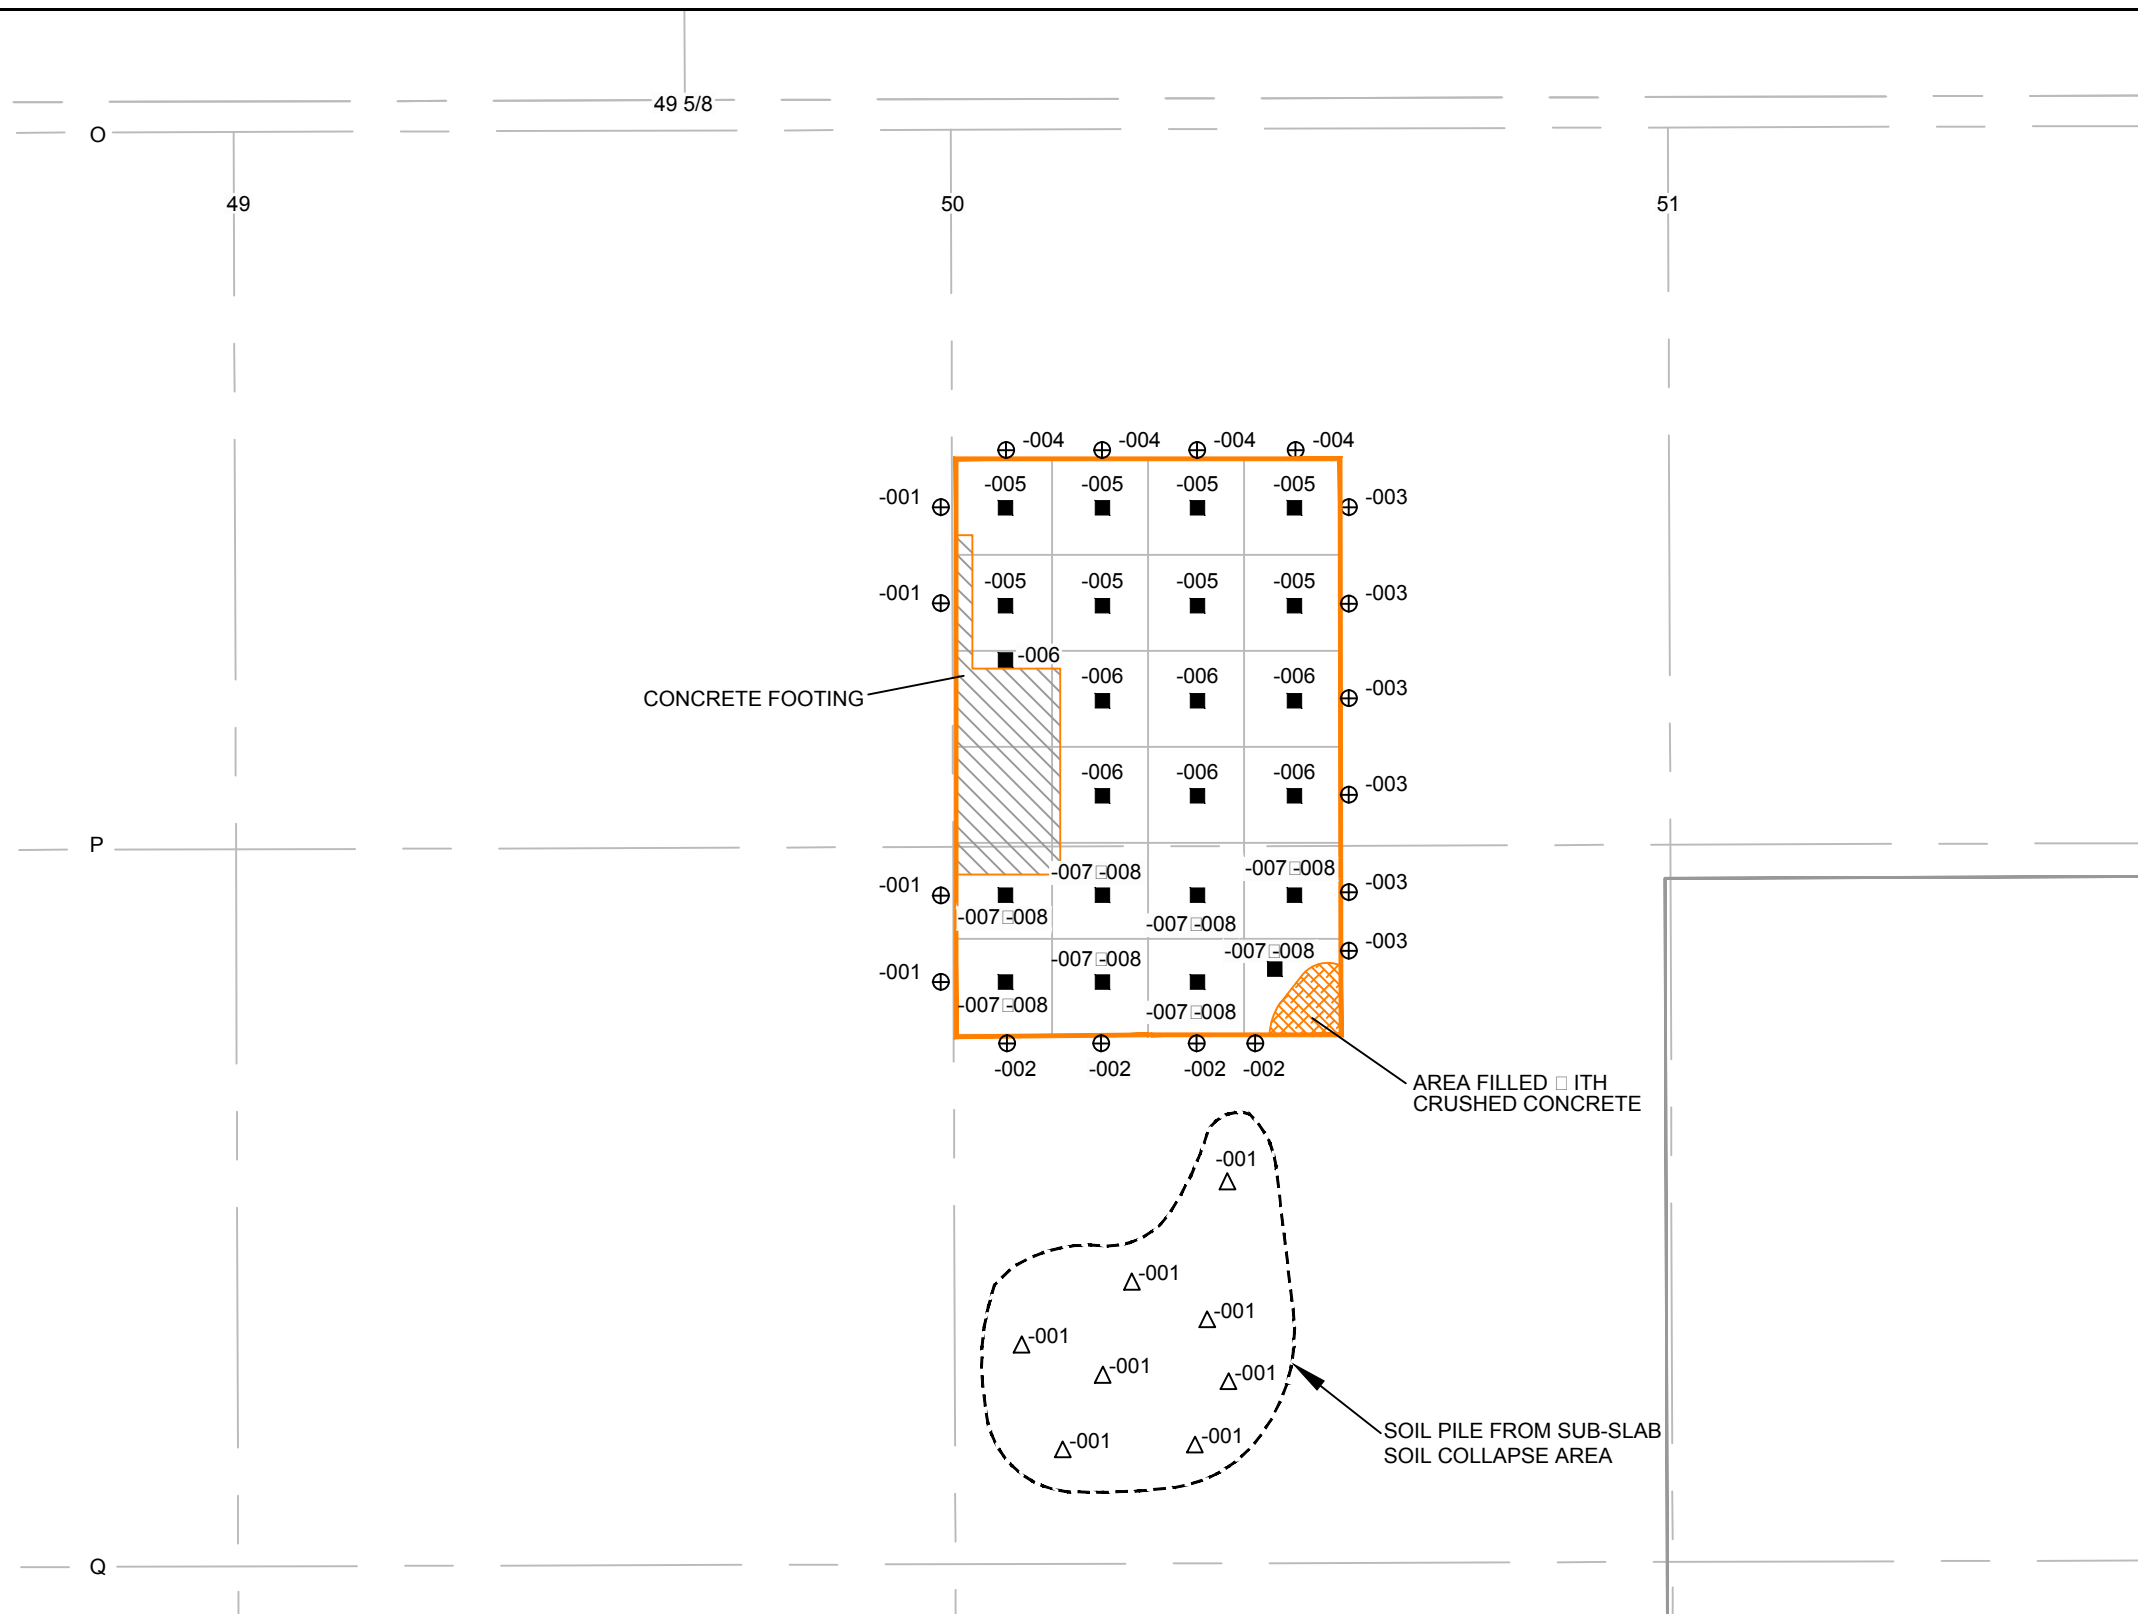 49 5/8
O
49
50
51
-004 -004 -004 -004
-005 -005 -005 -005
-001 -003
-005 -005 -005 -005
-001 -003
-006
-006 -006 -006
-003
CONCRETE FOOTING
-006 -006 -006
-003
P
-007 □-008 -007 □-008
-001 -003
-007 □-008 -007 □-008
-003
-007 □-008 -007 □-008
-001
-007 □-008 -007 □-008
-002 -002 -002 -002
AREA FILLED □ ITH
CRUSHED CONCRETE
-001
-001
-001
-001
-001
-001
-001
-001
SOIL PILE FROM SUB-SLAB
SOIL COLLAPSE AREA
Q